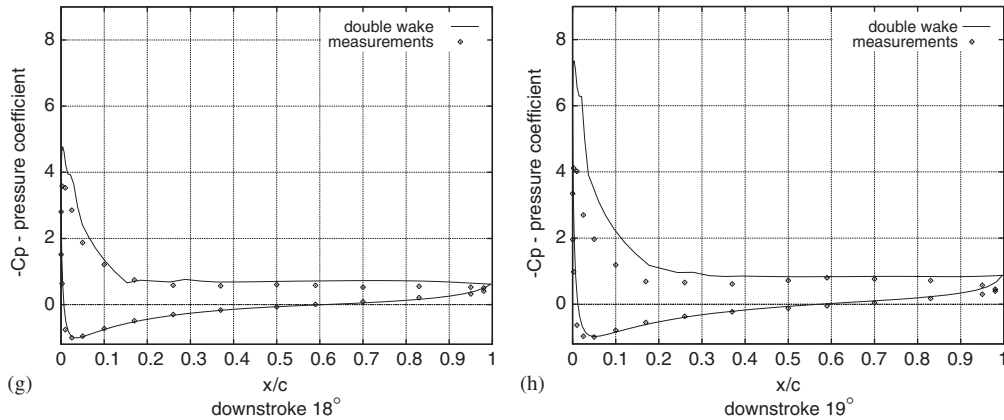 8
6
4
2
0
-Cp - pressure coefficient
double wake
measurements
0 0.1 0.2 0.3 0.4 0.5 0.6 0.7 0.8 0.9 1
x/c
(g)
downstroke 18°
8
6
4
2
0
-Cp - pressure coefficient
double wake
measurements
0 0.1 0.2 0.3 0.4 0.5 0.6 0.7 0.8 0.9 1
x/c
(h)
downstroke 19°